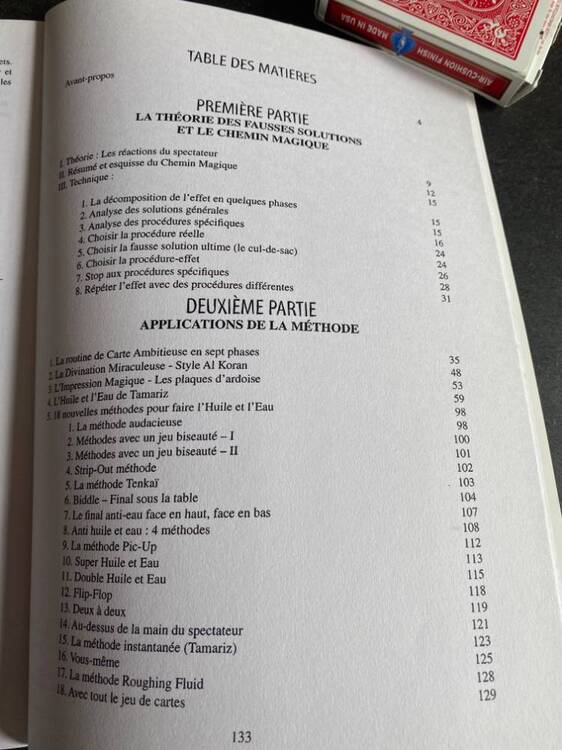 ets.
et
les
AIR-CUSHION FINISH MADE IN USA
TABLE DES MATIERES
Avant-propos 4
PREMIÈRE PARTIE
LA THÉORIE DES FAUSSES SOLUTIONS
ET LE CHEMIN MAGIQUE
I. Théorie : Les réactions du spectateur 9
II. Résumé et esquisse du Chemin Magique 12
III. Technique : 15
1. La décomposition de l'effet en quelques phases 15
2. Analyse des solutions générales 15
3. Analyse des procédures spécifiques 16
4. Choisir la procédure réelle 24
5. Choisir la fausse solution ultime (le cul-de-sac) 24
6. Choisir la procédure-effet 26
7. Stop aux procédures spécifiques 28
8. Répéter l'effet avec des procédures différentes 31
DEUXIÈME PARTIE
APPLICATIONS DE LA MÉTHODE
1. La routine de Carte Ambitieuse en sept phases 35
2. La Divination Miraculeuse - Style Al Koran 48
3. L'Impression Magique - Les plaques d'ardoise 53
4. L'Huile et l'Eau de Tamariz 59
5. 18 nouvelles méthodes pour faire l'Huile et l'Eau 98
1. La méthode audacieuse 98
2. Méthodes avec un jeu biseauté – I 100
3. Méthodes avec un jeu biseauté – II 101
4. Strip-Out méthode 102
5. La méthode Tenkaï 103
6. Biddle – Final sous la table 104
7. Le final anti-eau face en haut, face en bas 107
8. Anti huile et eau : 4 méthodes 108
9. La méthode Pic-Up 112
10. Super Huile et Eau 113
11. Double Huile et Eau 115
12. Flip-Flop 118
13. Deux à deux 119
14. Au-dessus de la main du spectateur 121
15. La méthode instantanée (Tamariz) 123
16. Vous-même 125
17. La méthode Roughing Fluid 128
18. Avec tout le jeu de cartes 129
133